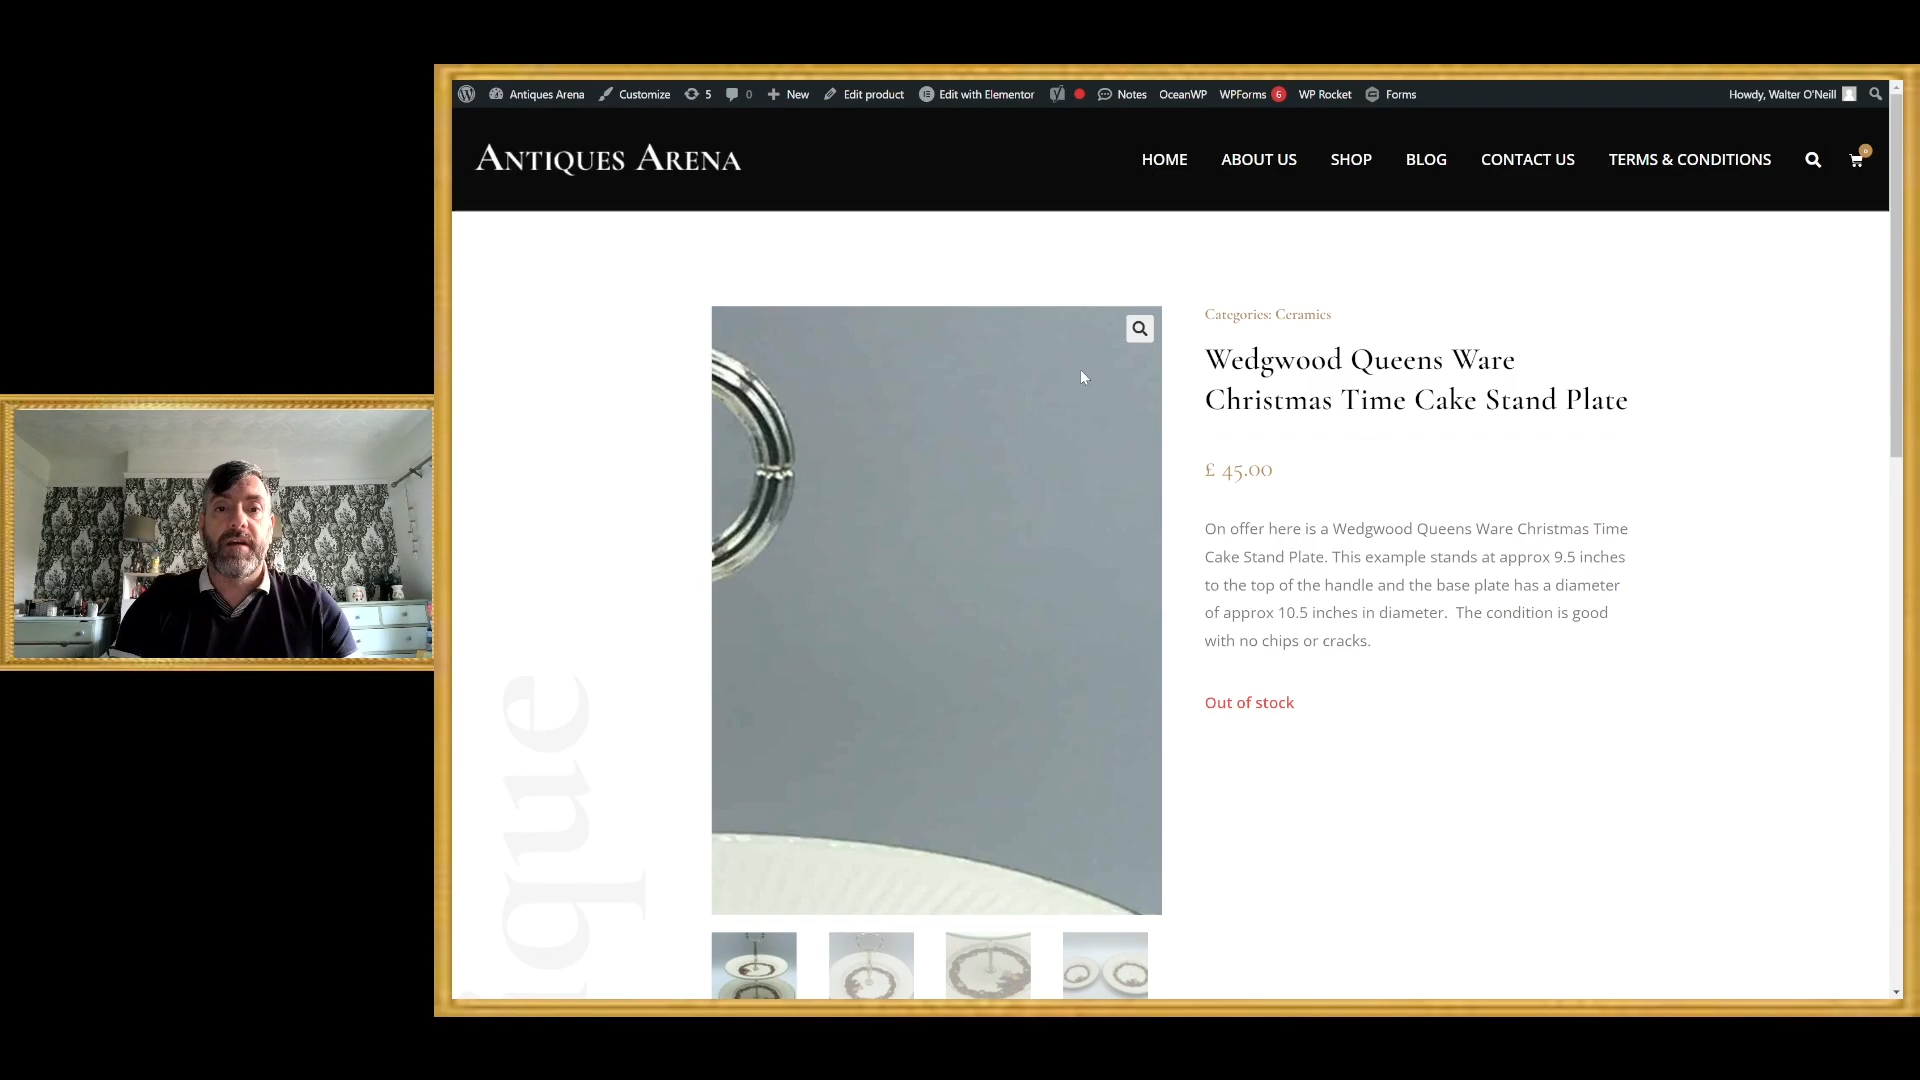 Antiques Arena
Customize
5
0
New
Edit product
Edit with Elementor
Notes
OceanWP
WPForms 6
WP Rocket
Forms
Howdy, Walter O'Neill
ANTIQUES ARENA
HOME
ABOUT US
SHOP
BLOG
CONTACT US
TERMS & CONDITIONS
0
Categories: Ceramics
Wedgwood Queens Ware
Christmas Time Cake Stand Plate
£ 45.00
On offer here is a Wedgwood Queens Ware Christmas Time
Cake Stand Plate. This example stands at approx 9.5 inches
to the top of the handle and the base plate has a diameter
of approx 10.5 inches in diameter. The condition is good
with no chips or cracks.
Out of stock
ique